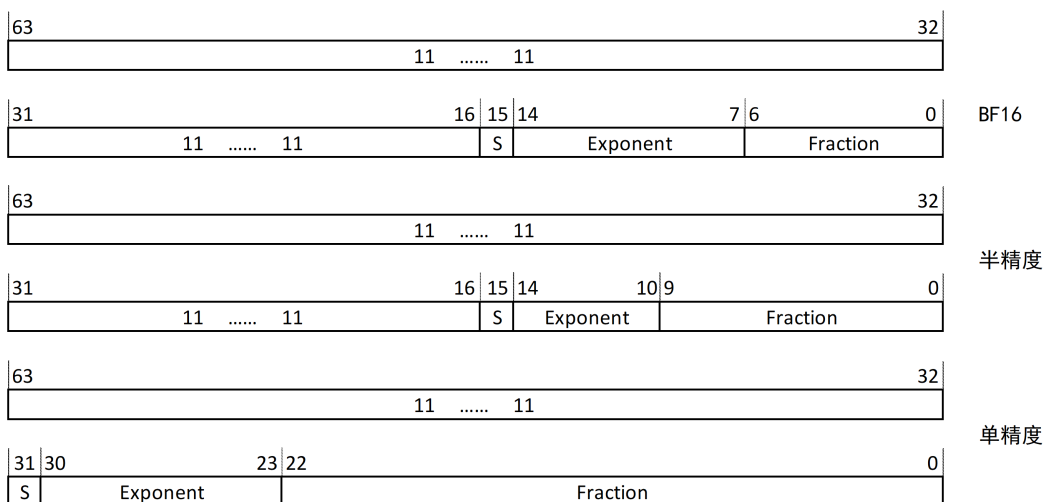 63 32
11 …… 11
31 16 15 14 7 6 0 BF16
11 …… 11 S Exponent Fraction
63 32
11 …… 11
半精度
31 16 15 14 10 9 0
11 …… 11 S Exponent Fraction
63 32
11 …… 11
单精度
31 30 23 22 0
S Exponent Fraction